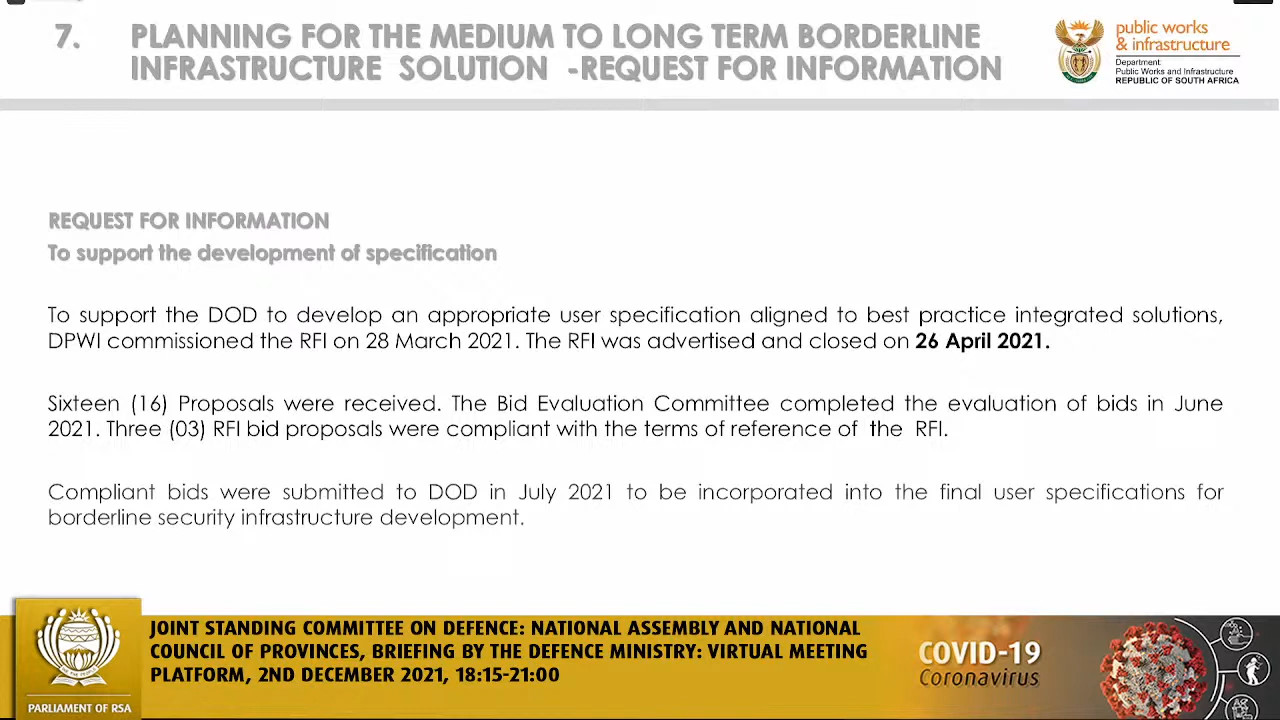 7. PLANNING FOR THE MEDIUM TO LONG TERM BORDERLINE
INFRASTRUCTURE SOLUTION -REQUEST FOR INFORMATION
public works
& infrastructure
Department:
Public Works and Infrastructure
REPUBLIC OF SOUTH AFRICA
REQUEST FOR INFORMATION
To support the development of specification
To support the DOD to develop an appropriate user specification aligned to best practice integrated solutions,
DPWI commissioned the RFI on 28 March 2021. The RFI was advertised and closed on 26 April 2021.
Sixteen (16) Proposals were received. The Bid Evaluation Committee completed the evaluation of bids in June
2021. Three (03) RFI bid proposals were compliant with the terms of reference of the RFI.
Compliant bids were submitted to DOD in July 2021 to be incorporated into the final user specifications for
borderline security infrastructure development.
JOINT STANDING COMMITTEE ON DEFENCE: NATIONAL ASSEMBLY AND NATIONAL
COUNCIL OF PROVINCES, BRIEFING BY THE DEFENCE MINISTRY: VIRTUAL MEETING
PLATFORM, 2ND DECEMBER 2021, 18:15-21:00
PARLIAMENT OF RSA
COVID-19
Coronavirus